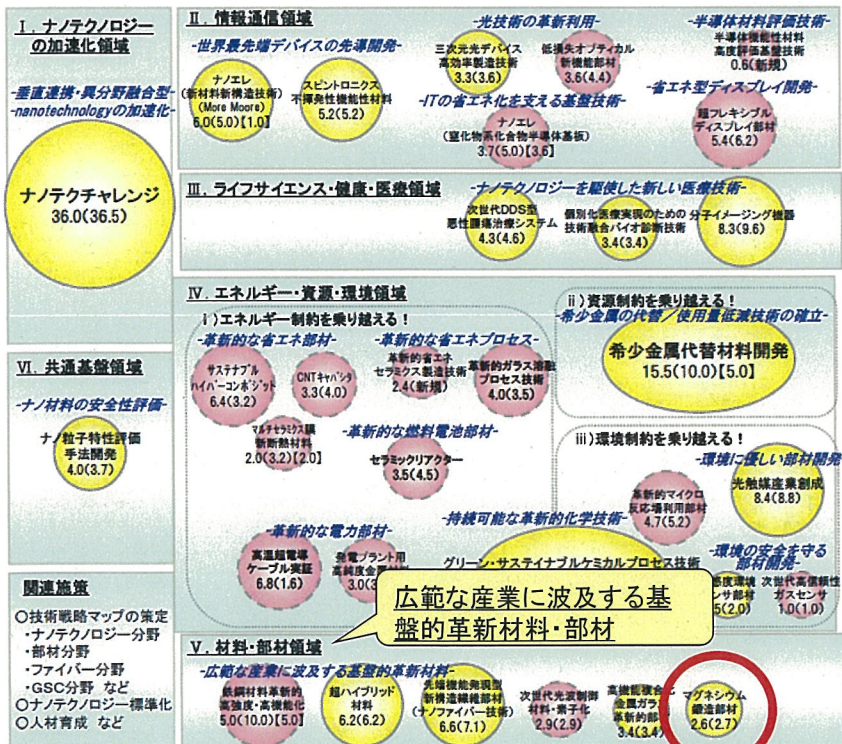 Ⅰ．ナノテクノロジー
の加速化領域
-垂直連携・異分野融合型-
-nanotechnologyの加速化-
ナノテクチャレンジ
36.0(36.5)
Ⅱ．情報通信領域
-世界最先端デバイスの先導開発-
ナノエレ
(新材料新構造技術)
(More Moore)
6.0(5.0)【1.0】
スピントロニクス
不揮発性機能性材料
5.2(5.2)
-光技術の革新利用-
三次元光デバイス
高効率製造技術
3.3(3.6)
低損失オプティカル
新機能部材
3.6(4.4)
-ITの省エネ化を支える基盤技術-
ナノエレ
(窒化物系化合物半導体基板)
3.7(5.0)【3.6】
-半導体材料評価技術-
半導体機能性材料
高度評価基盤技術
0.6(新規)
-省エネ型ディスプレイ開発-
超フレキシブル
ディスプレイ部材
5.4(6.2)
Ⅲ．ライフサイエンス・健康・医療領域
-ナノテクノロジーを駆使した新しい医療技術-
次世代DDS型
悪性腫瘍治療システム
4.3(4.6)
個別化医療実現のための
技術融合バイオ診断技術
3.4(3.4)
分子イメージング機器
8.3(9.6)
Ⅳ．エネルギー・資源・環境領域
ⅰ)エネルギー制約を乗り越える！
-革新的な省エネ部材-
サステナブル
ハイパーコンポジット
6.4(3.2)
CNTキャパシタ
3.3(4.0)
マルチセラミクス膜
新断熱材料
2.0(3.2)【2.0】
-革新的な省エネプロセス-
革新的省エネ
セラミクス製造技術
2.4(新規)
革新的ガラス溶融
プロセス技術
4.0(3.5)
-革新的な燃料電池部材-
セラミックリアクター
3.5(4.5)
-革新的な電力部材-
高温超電導
ケーブル実証
6.8(1.6)
発電プラント用
高純度金属
3.0(3
ⅱ)資源制約を乗り越える！
-希少金属の代替／使用量低減技術の確立-
希少金属代替材料開発
15.5(10.0)【5.0】
ⅲ)環境制約を乗り越える！
-環境に優しい部材開発-
光触媒産業創成
8.4(8.8)
革新的マイクロ
反応場利用部材
4.7(5.2)
-持続可能な革新的化学技術-
グリーン・サステイナブルケミカルプロセス技術
-環境の安全を守る
部材開発-
感度環境
ンサ部材
5(2.0)
次世代高信頼性
ガスセンサ
1.0(1.0)
Ⅵ．共通基盤領域
-ナノ材料の安全性評価-
ナノ粒子特性評価
手法開発
4.0(3.7)
関連施策
○技術戦略マップの策定
・ナノテクノロジー分野
・部材分野
・ファイバー分野
・GSC分野 など
○ナノテクノロジー標準化
○人材育成 など
広範な産業に波及する基
盤的革新材料・部材
Ⅴ．材料・部材領域
-広範な産業に波及する基盤的革新材料-
鉄鋼材料革新的
高強度・高機能化
5.0(10.0)【5.0】
超ハイブリッド
材料
6.2(6.2)
先端機能発現型
新構造繊維部材
(ナノファイバー技術)
6.6(7.1)
次世代光波制御
材料・素子化
2.9(2.9)
高機能複合化
金属ガラス
革新的部材
3.4(3.4)
マグネシウム
鍛造部材
2.6(2.7)